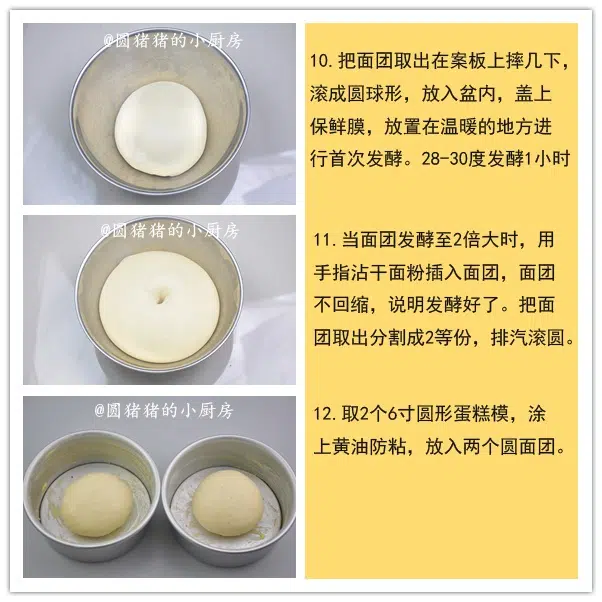 @圆猪猪的小厨房
10.把面团取出在案板上摔几下，
滚成圆球形，放入盆内，盖上
保鲜膜，放置在温暖的地方进
行首次发酵。28-30度发酵1小时
@圆猪猪的小厨房
11.当面团发酵至2倍大时，用
手指沾干面粉插入面团，面团
不回缩，说明发酵好了。把面
团取出分割成2等份，排汽滚圆。
@圆猪猪的小厨房
12.取2个6寸圆形蛋糕模，涂
上黄油防粘，放入两个圆面团。